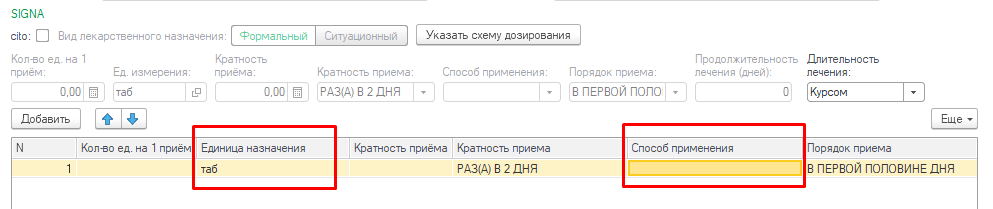 SIGNA
cito: Вид лекарственного назначения: Формальный Ситуационный Указать схему дозирования
Кол-во ед. на 1 приём: Ед. измерения: Кратность приёма: Кратность приема: Способ применения: Порядок приема: Продолжительность лечения (дней): Длительность лечения:
0,00 таб 0,00 РАЗ(А) В 2 ДНЯ В ПЕРВОЙ ПОЛО 0 Курсом
Добавить Еще
N Кол-во ед. на 1 приём Единица назначения Кратность приёма Кратность приема Способ применения Порядок приема
1 таб РАЗ(А) В 2 ДНЯ В ПЕРВОЙ ПОЛОВИНЕ ДНЯ